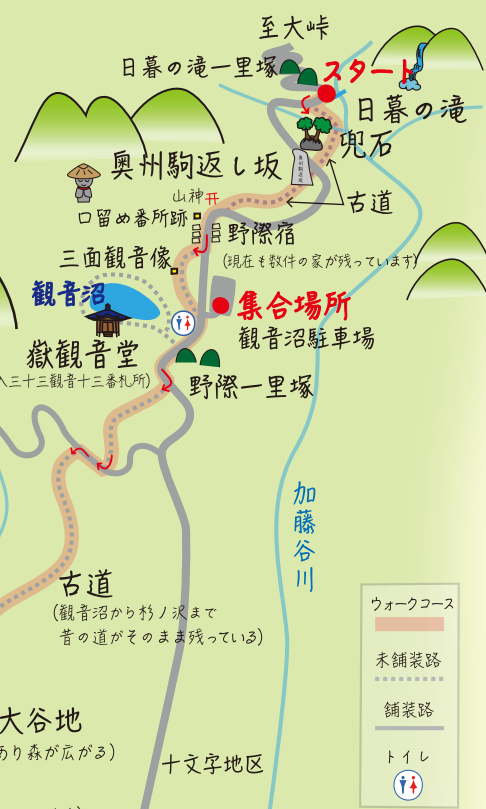 至大峠
日暮の滝一里塚
スタート
日暮の滝
兜石
奥州駒返し坂
奥州駒返坂
山神
古道
口留め番所跡
野際宿
(現在も数件の家が残っています)
三面観音像
観音沼
集合場所
観音沼駐車場
嶽観音堂
三十三観音十三番札所)
野際一里塚
加藤谷川
古道
(観音沼から杉ノ沢まで
昔の道がそのまま残っている)
ウォークコース
未舗装路
舗装路
トイレ
大谷地
あり森が広がる)
十文字地区